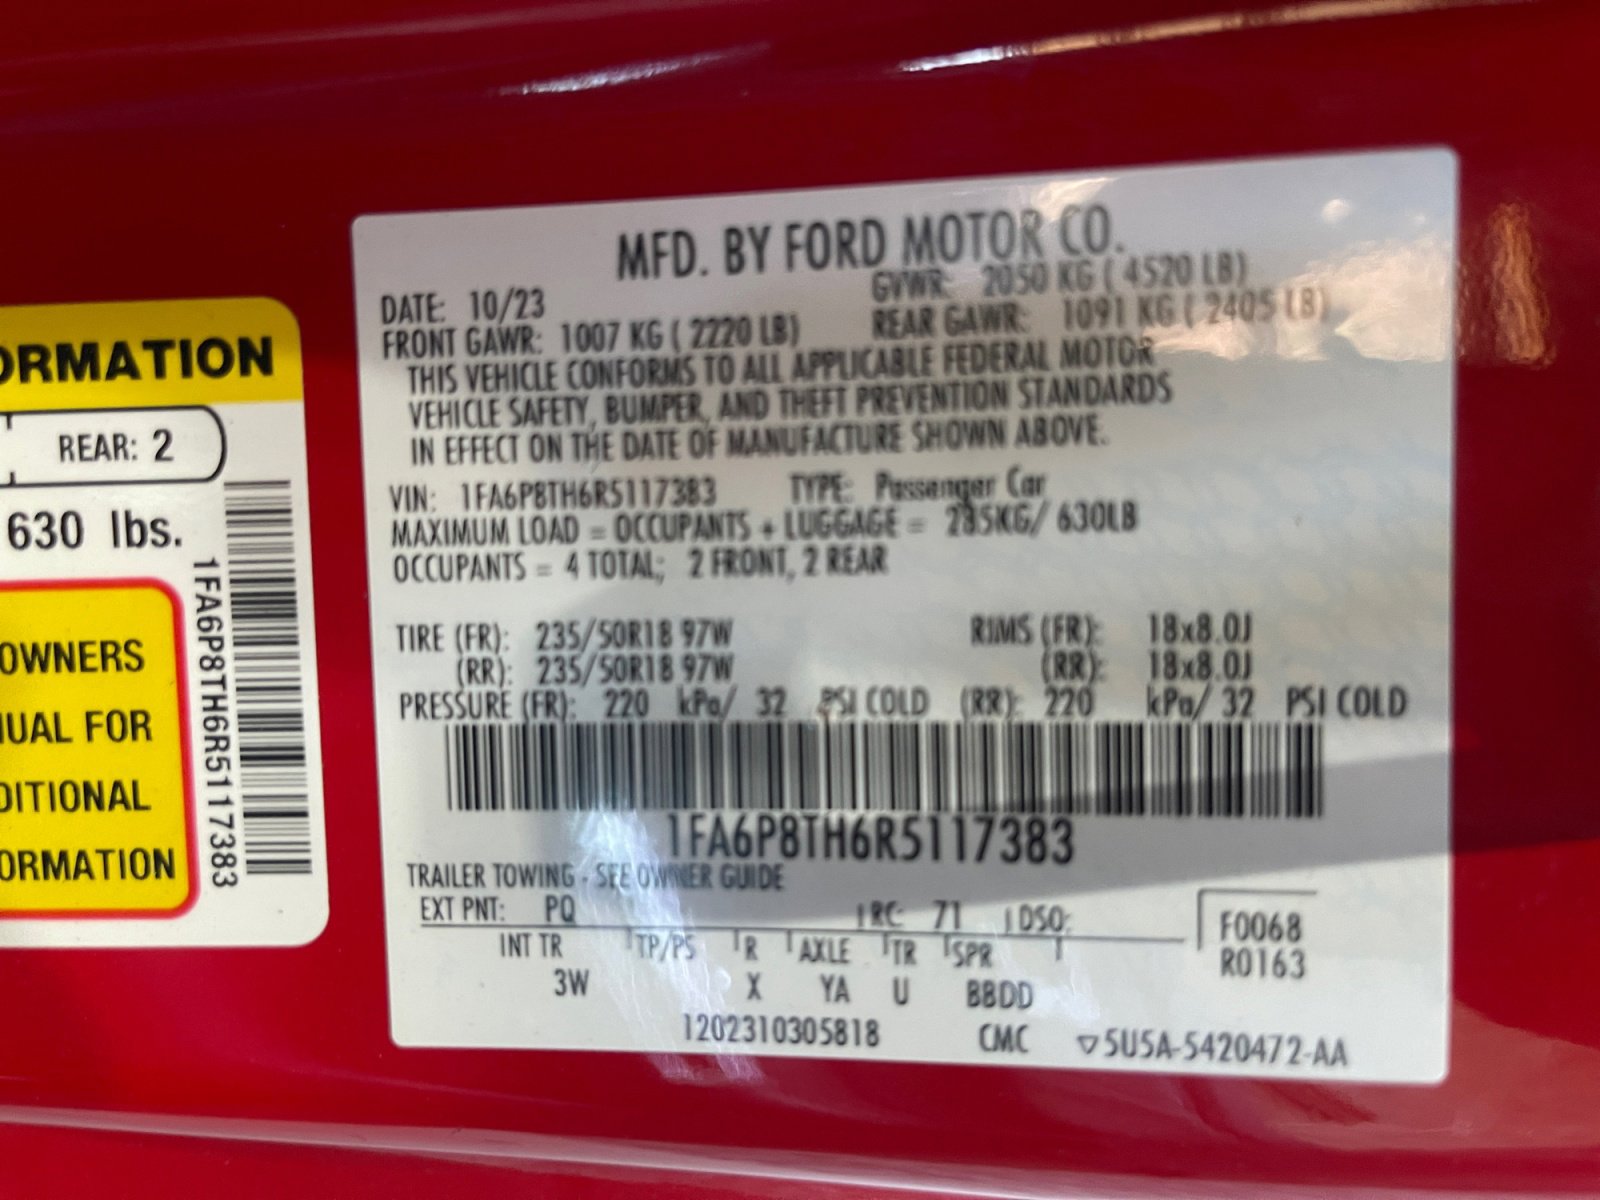 ORMATION
REAR: 2
630 lbs.
OWNERS
UAL FOR
DITIONAL
ORMATION
1FA6P8TH6R5117383
MFD. BY FORD MOTOR CO.
DATE: 10/23 GVWR: 2050 KG ( 4520 LB)
FRONT GAWR: 1007 KG ( 2220 LB) REAR GAWR: 1091 KG ( 2405 LB)
THIS VEHICLE CONFORMS TO ALL APPLICABLE FEDERAL MOTOR
VEHICLE SAFETY, BUMPER, AND THEFT PREVENTION STANDARDS
IN EFFECT ON THE DATE OF MANUFACTURE SHOWN ABOVE.
VIN: 1FA6P8TH6R5117383 TYPE: Passenger Car
MAXIMUM LOAD = OCCUPANTS + LUGGAGE = 285KG/ 630LB
OCCUPANTS = 4 TOTAL; 2 FRONT, 2 REAR
TIRE (FR): 235/50R18 97W RIMS (FR): 18x8.0J
(RR): 235/50R18 97W (RR): 18x8.0J
PRESSURE (FR): 220 kPa/ 32 PSI COLD (RR): 220 kPa/ 32 PSI COLD
1FA6P8TH6R5117383
TRAILER TOWING - SEE OWNER GUIDE
EXT PNT: PQ RC: 71 DSO: F0068
INT TR TP/PS R AXLE TR SPR R0163
3W X YA U BBDD
1202310305818 CMC ▽5U5A-5420472-AA